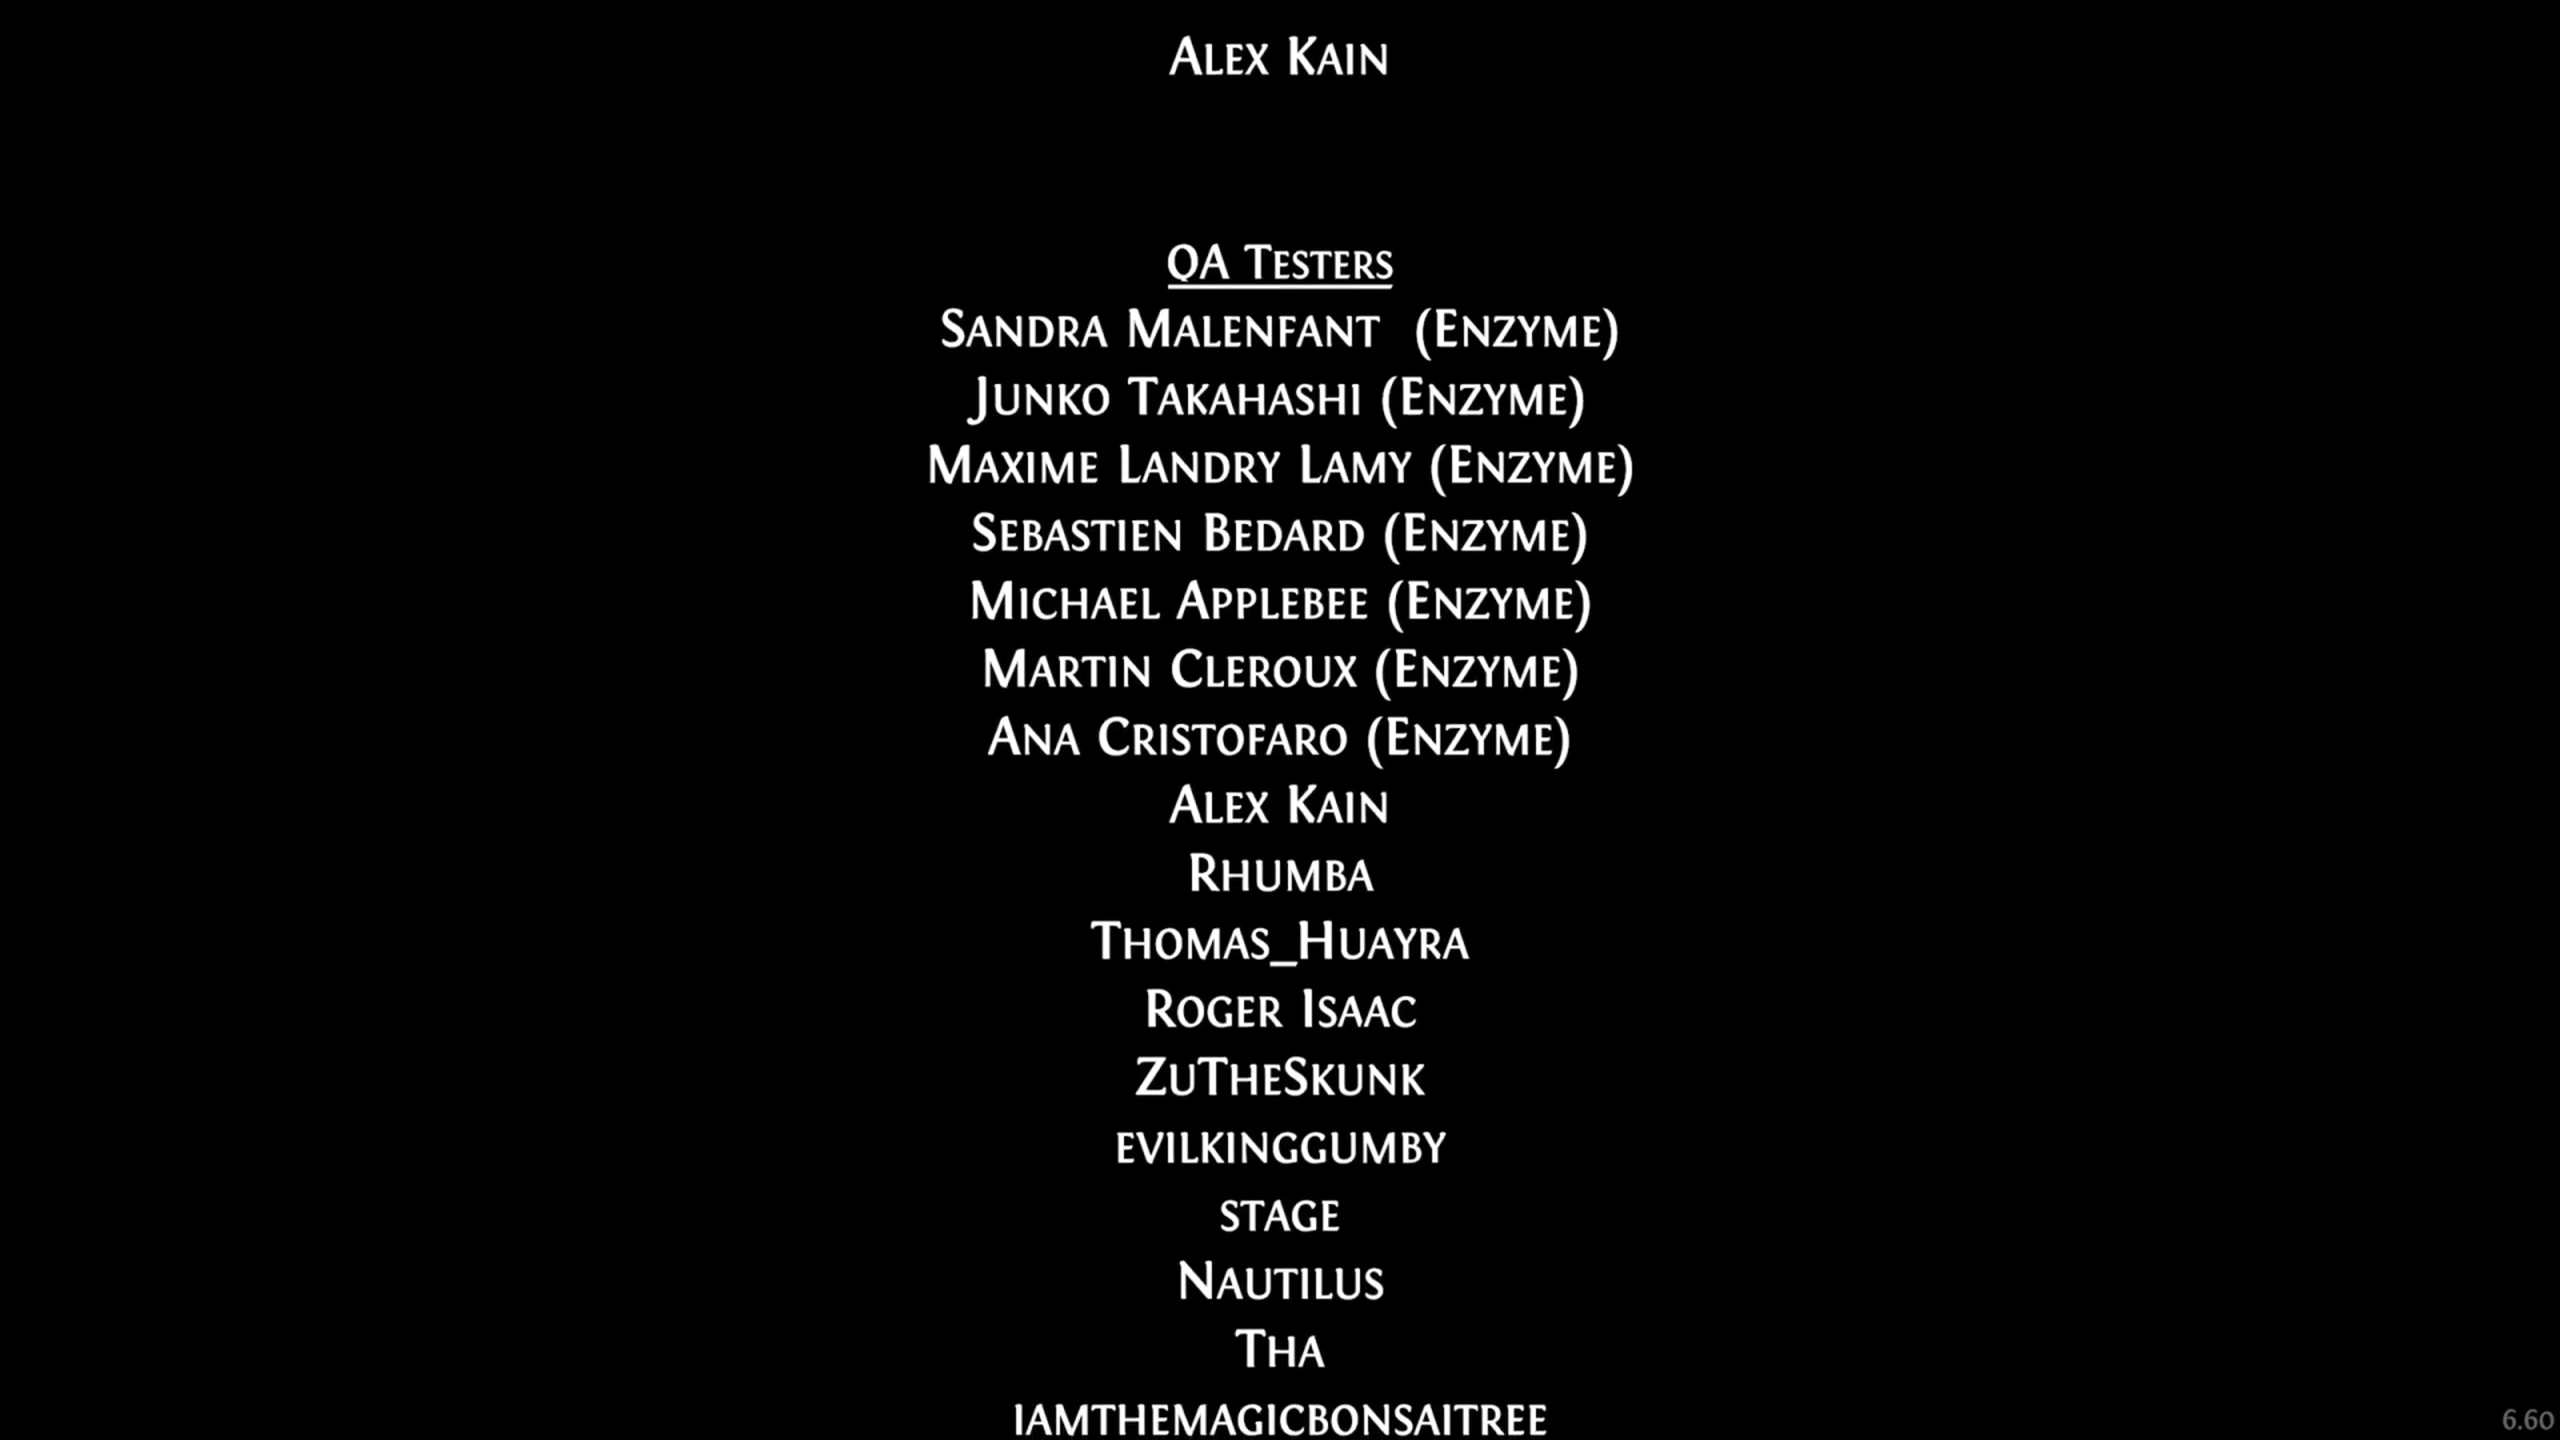 Alex Kain
QA Testers
Sandra Malenfant  (Enzyme)
Junko Takahashi (Enzyme)
Maxime Landry Lamy (Enzyme)
Sebastien Bedard (Enzyme)
Michael Applebee (Enzyme)
Martin Cleroux (Enzyme)
Ana Cristofaro (Enzyme)
Alex Kain
Rhumba
Thomas_Huayra
Roger Isaac
ZuTheSkunk
evilkinggumby
stage
Nautilus
Tha
iamthemagicbonsaitree
6.60